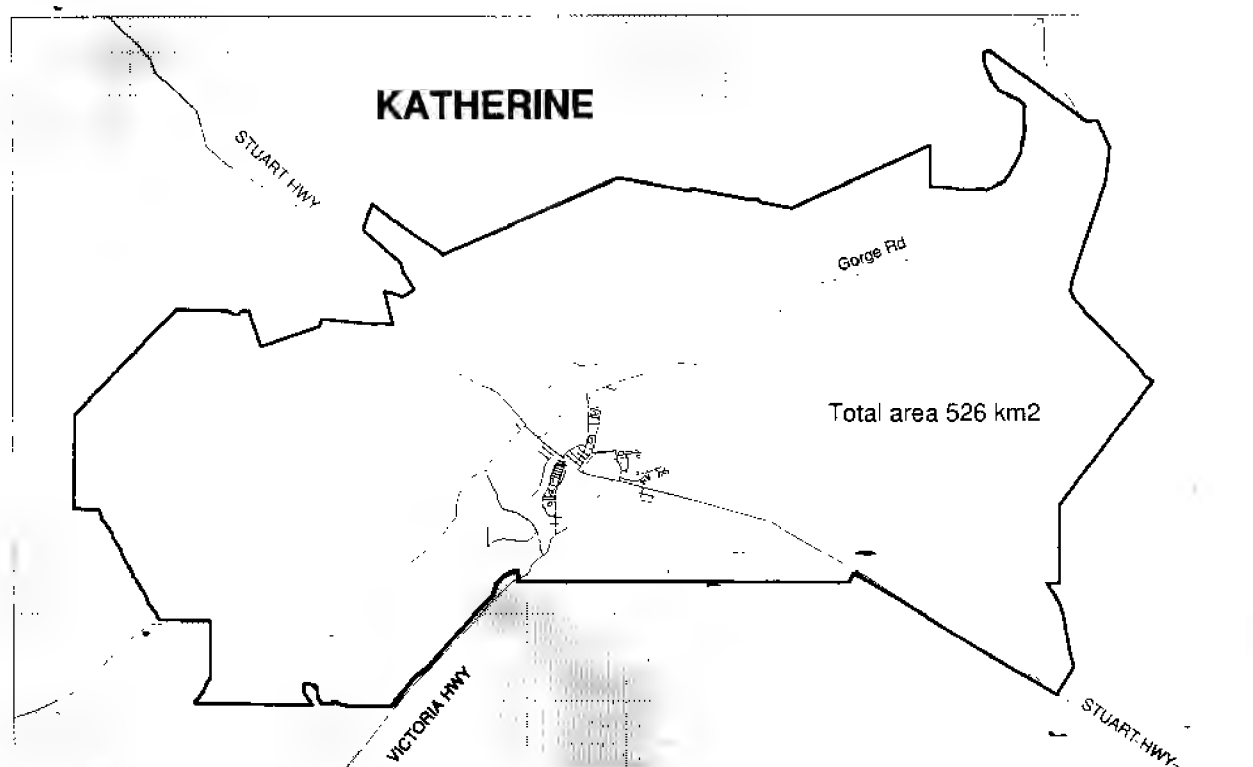 KATHERINE
STUART HWY
Gorge Rd
Total area 526 km2
VICTORIA HWY
STUART HWY